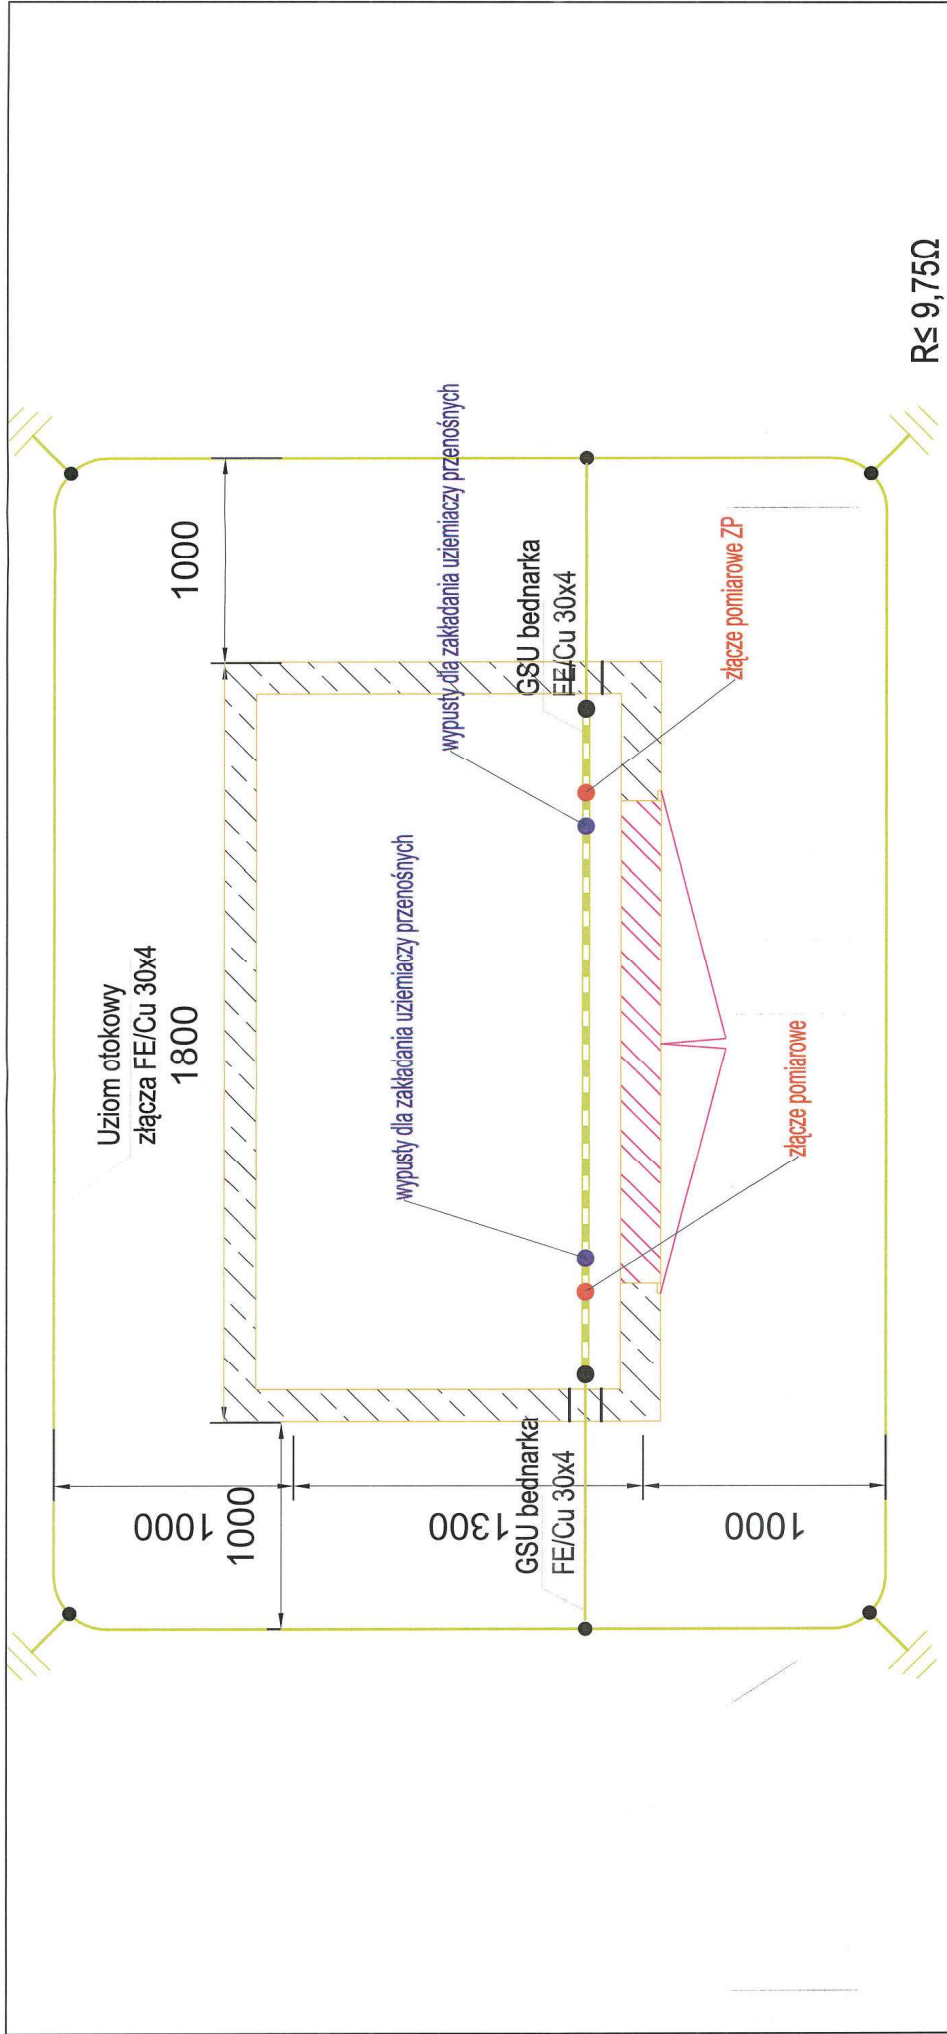 Uziom otokowy
złącza FE/Cu 30x4
1800
1000
1000
1000
1300
1000
wypusty dla zakładania uziemiaczy przenośnych
wypusty dla zakładania uziemiaczy przenośnych
GSU bednarka
FE/Cu 30x4
GSU bednarka
FE/Cu 30x4
złącze pomiarowe
złącze pomiarowe ZP
R≤ 9,75Ω